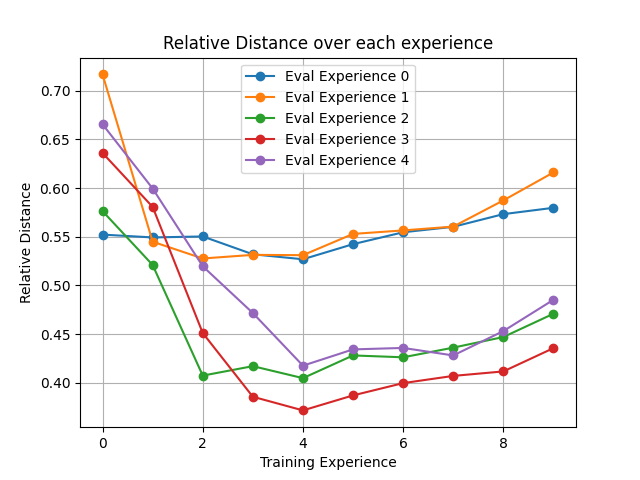 Relative Distance over each experience
Eval Experience 0
Eval Experience 1
Eval Experience 2
Eval Experience 3
Eval Experience 4
Relative Distance
0.70
0.65
0.60
0.55
0.50
0.45
0.40
0 2 4 6 8
Training Experience